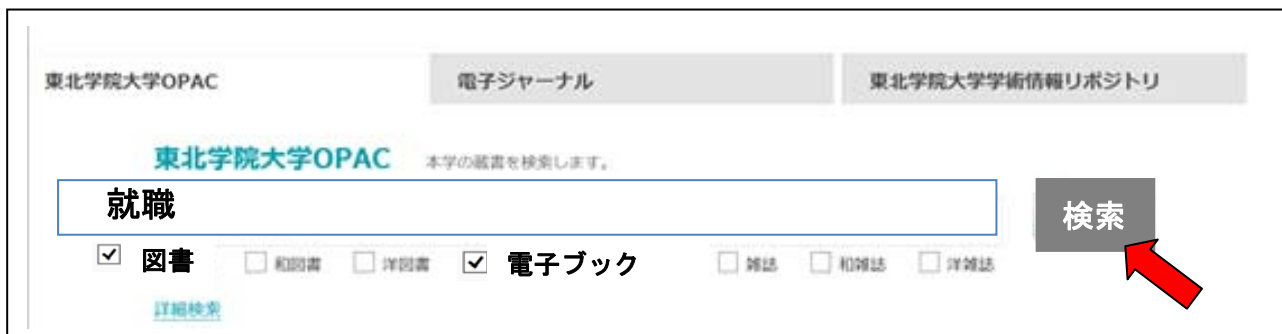 東北学院大学OPAC 電子ジャーナル 東北学院大学学術情報リポジトリ
東北学院大学OPAC 本学の蔵書を検索します。
就職 検索
図書 和図書 洋図書 電子ブック 雑誌 和雑誌 洋雑誌
詳細検索